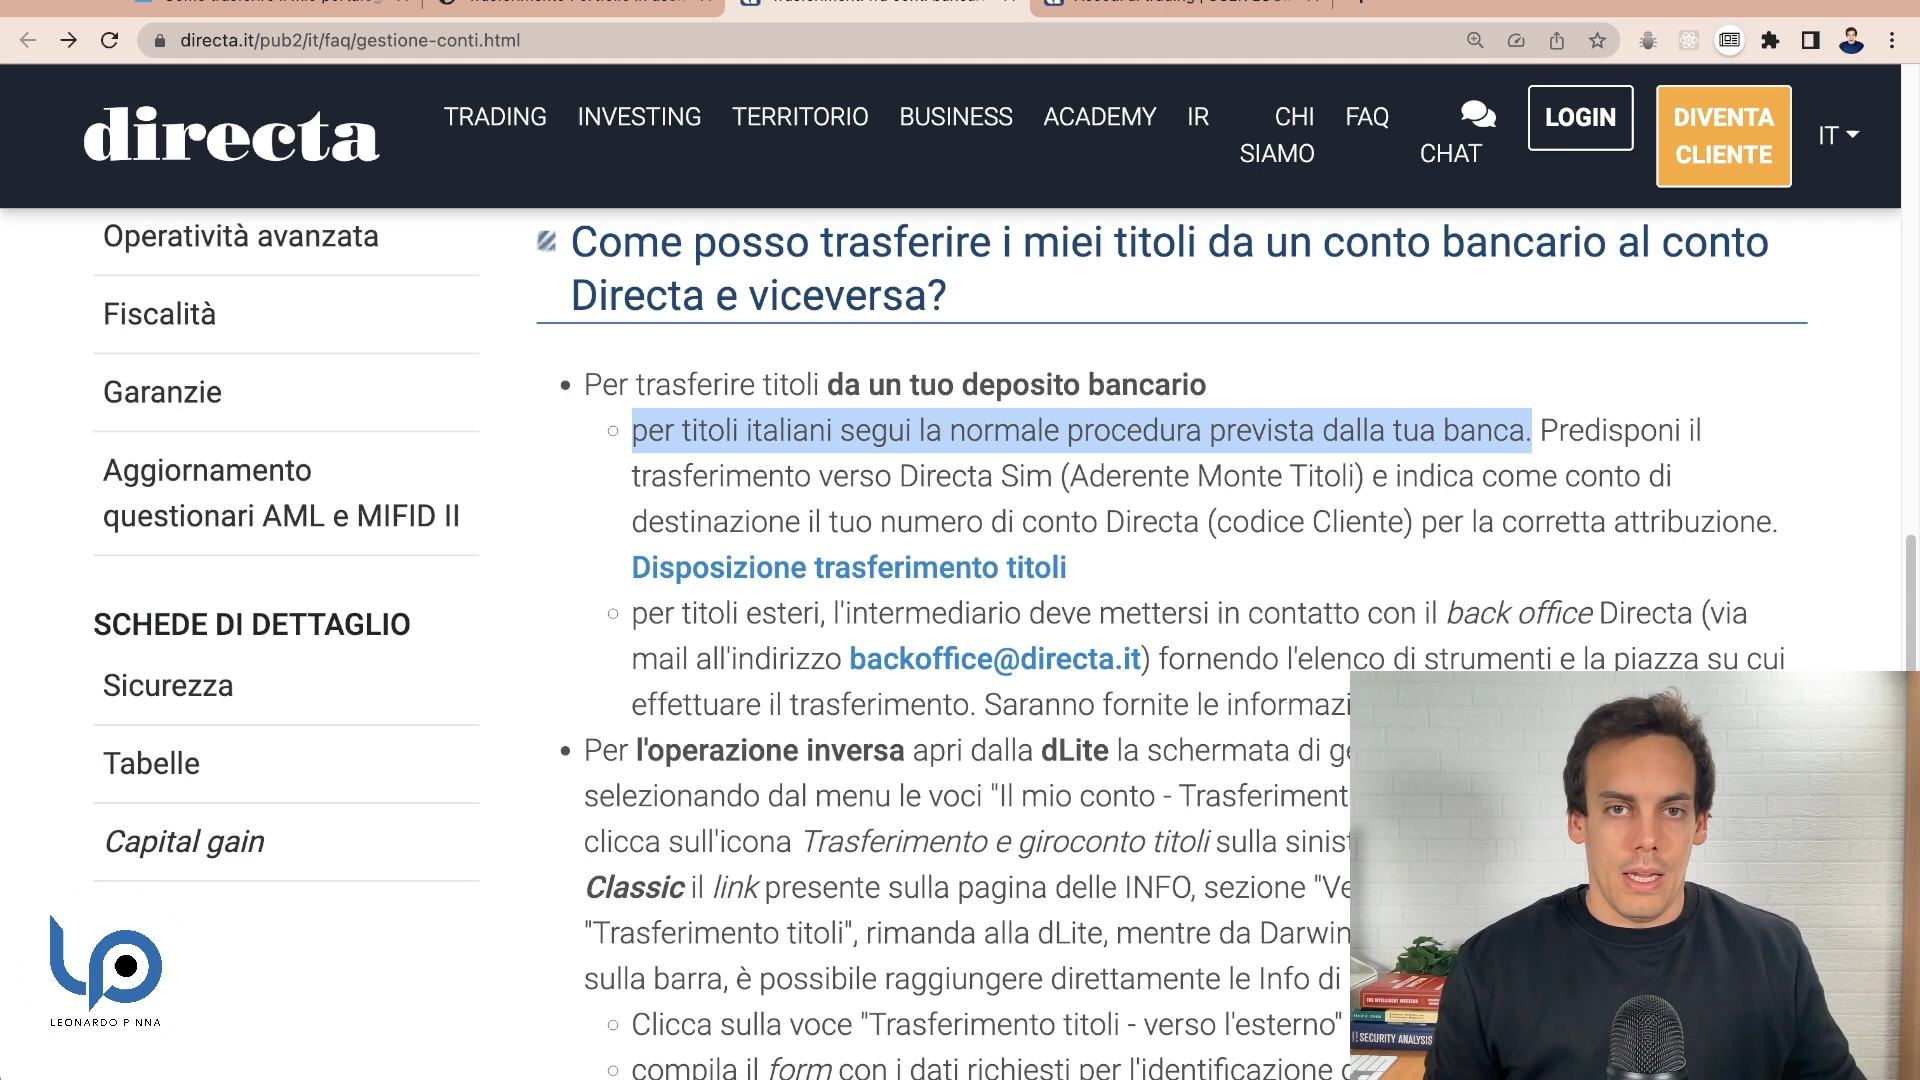 directa.it/pub2/it/faq/gestione-conti.html
directa
TRADING INVESTING TERRITORIO BUSINESS ACADEMY IR CHI SIAMO FAQ CHAT LOGIN DIVENTA CLIENTE IT
Operatività avanzata
Fiscalità
Garanzie
Aggiornamento
questionari AML e MIFID II
SCHEDE DI DETTAGLIO
Sicurezza
Tabelle
Capital gain
LEONARDO P NNA
Come posso trasferire i miei titoli da un conto bancario al conto
Directa e viceversa?
Per trasferire titoli da un tuo deposito bancario
per titoli italiani segui la normale procedura prevista dalla tua banca. Predisponi il
trasferimento verso Directa Sim (Aderente Monte Titoli) e indica come conto di
destinazione il tuo numero di conto Directa (codice Cliente) per la corretta attribuzione.
Disposizione trasferimento titoli
per titoli esteri, l'intermediario deve mettersi in contatto con il back office Directa (via
mail all'indirizzo backoffice@directa.it) fornendo l'elenco di strumenti e la piazza su cui
effettuare il trasferimento. Saranno fornite le informazi
Per l'operazione inversa apri dalla dLite la schermata di ge
selezionando dal menu le voci "Il mio conto - Trasferiment
clicca sull'icona Trasferimento e giroconto titoli sulla sinist
Classic il link presente sulla pagina delle INFO, sezione "Ve
"Trasferimento titoli", rimanda alla dLite, mentre da Darwin
sulla barra, è possibile raggiungere direttamente le Info di
Clicca sulla voce "Trasferimento titoli - verso l'esterno"
compila il form con i dati richiesti per l'identificazione
THE INTELLIGENT INVESTOR
SECURITY ANALYSIS